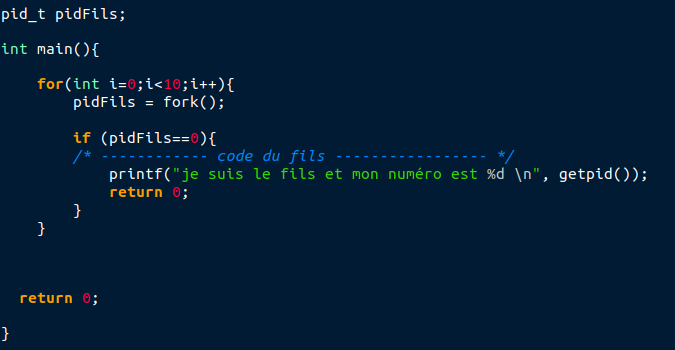 pid_t pidFils;
int main(){
for(int i=0;i<10;i++){
pidFils = fork();
if (pidFils==0){
/* ------------ code du fils ----------------- */
printf("je suis le fils et mon numéro est %d \n", getpid());
return 0;
}
}
return 0;
}